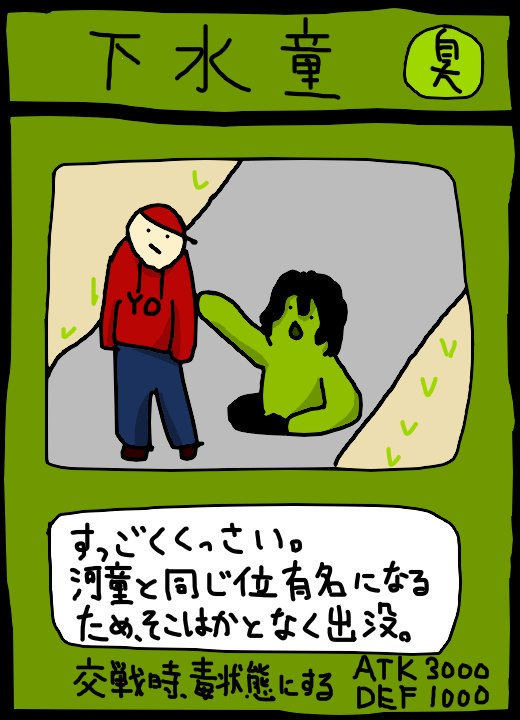 下水童
臭
YO
すっごくくっさい。
河童と同じ位有名になる
ため、そこはかとなく出没。
交戦時、毒状態にする
ATK 3000
DEF 1000